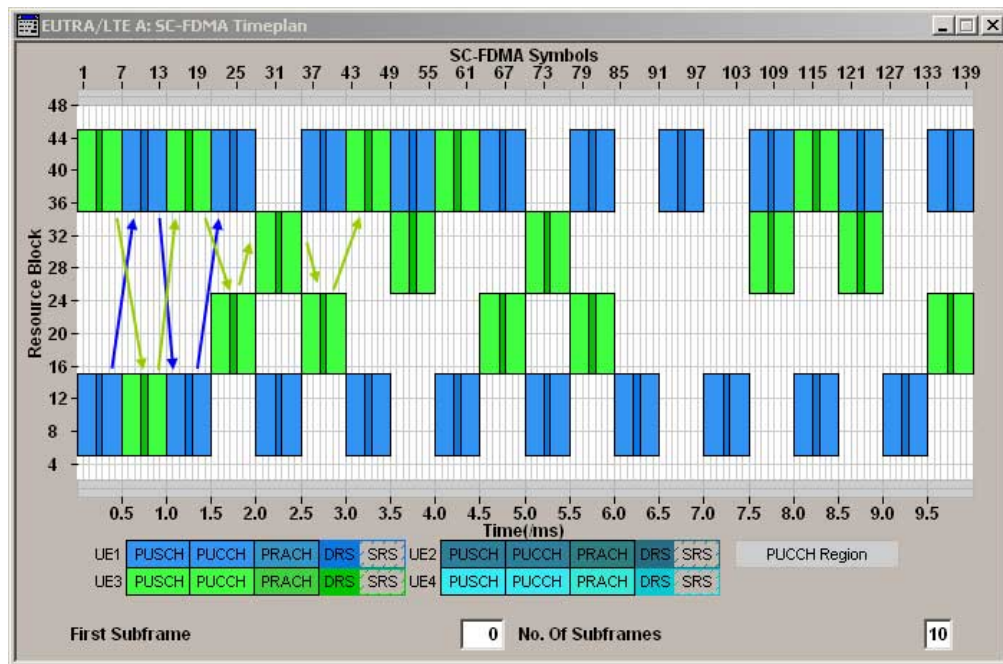 EUTRA/LTE A: SC-FDMA Timeplan
SC-FDMA Symbols
1 7 13 19 25 31 37 43 49 55 61 67 73 79 85 91 97 103 109 115 121 127 133 139
Resource Block
48
44
40
36
32
28
24
20
16
12
8
4
0.5 1.0 1.5 2.0 2.5 3.0 3.5 4.0 4.5 5.0 5.5 6.0 6.5 7.0 7.5 8.0 8.5 9.0 9.5
Time(/ms)
UE1 PUSCH PUCCH PRACH DRS SRS UE2 PUSCH PUCCH PRACH DRS SRS PUCCH Region
UE3 PUSCH PUCCH PRACH DRS SRS UE4 PUSCH PUCCH PRACH DRS SRS
First Subframe 0 No. Of Subframes 10